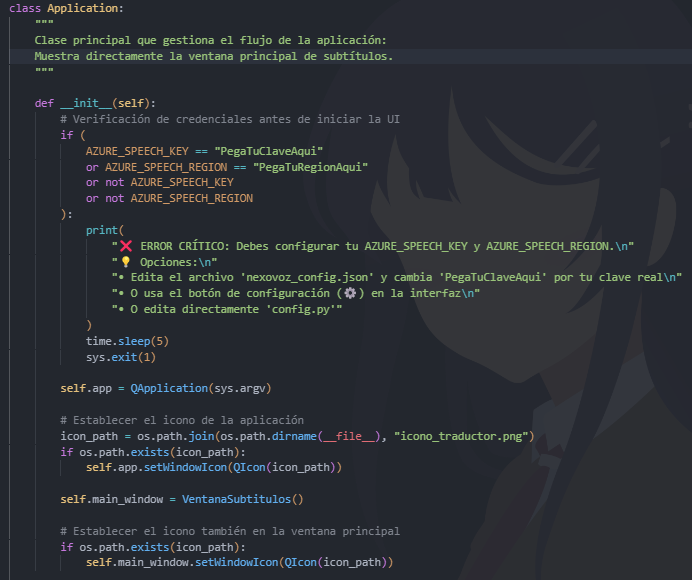 class Application:
    """
    Clase principal que gestiona el flujo de la aplicación:
    Muestra directamente la ventana principal de subtítulos.
    """
    def __init__(self):
        # Verificación de credenciales antes de iniciar la UI
        if (
            AZURE_SPEECH_KEY == "PegaTuClaveAqui"
            or AZURE_SPEECH_REGION == "PegaTuRegionAqui"
            or not AZURE_SPEECH_KEY
            or not AZURE_SPEECH_REGION
        ):
            print(
                "❌ ERROR CRÍTICO: Debes configurar tu AZURE_SPEECH_KEY y AZURE_SPEECH_REGION.\n"
                "💡 Opciones:\n"
                "• Edita el archivo 'nexovoz_config.json' y cambia 'PegaTuClaveAqui' por tu clave real\n"
                "• O usa el botón de configuración (⚙️) en la interfaz\n"
                "• O edita directamente 'config.py'"
            )
            time.sleep(5)
            sys.exit(1)
        self.app = QApplication(sys.argv)
        # Establecer el icono de la aplicación
        icon_path = os.path.join(os.path.dirname(__file__), "icono_traductor.png")
        if os.path.exists(icon_path):
            self.app.setWindowIcon(QIcon(icon_path))
        self.main_window = VentanaSubtitulos()
        # Establecer el icono también en la ventana principal
        if os.path.exists(icon_path):
            self.main_window.setWindowIcon(QIcon(icon_path))